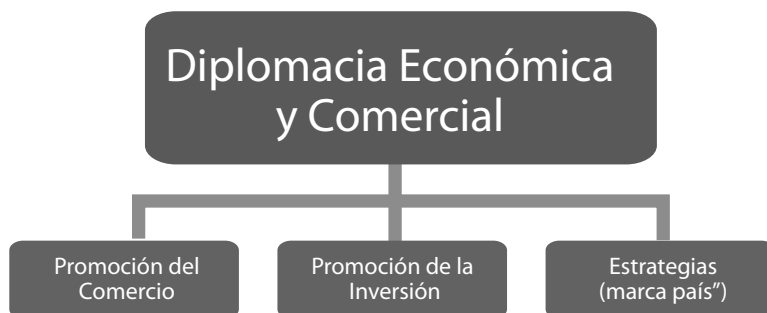 Diplomacia Económica
y Comercial
Promoción del
Comercio
Promoción de la
Inversión
Estrategias
(marca país”)